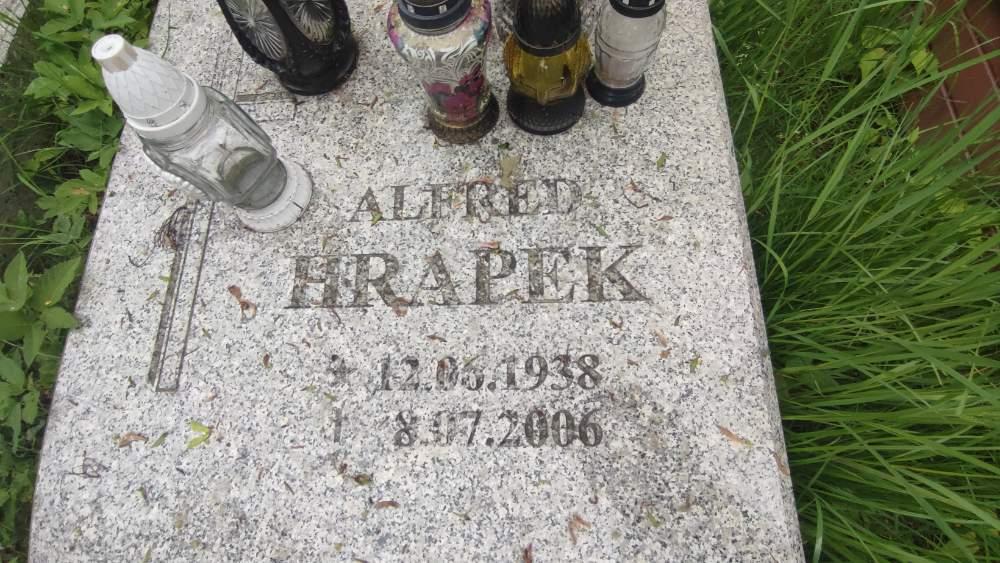 ALFRED
HRAPEK
* 12.06.1938
† 8.07.2006